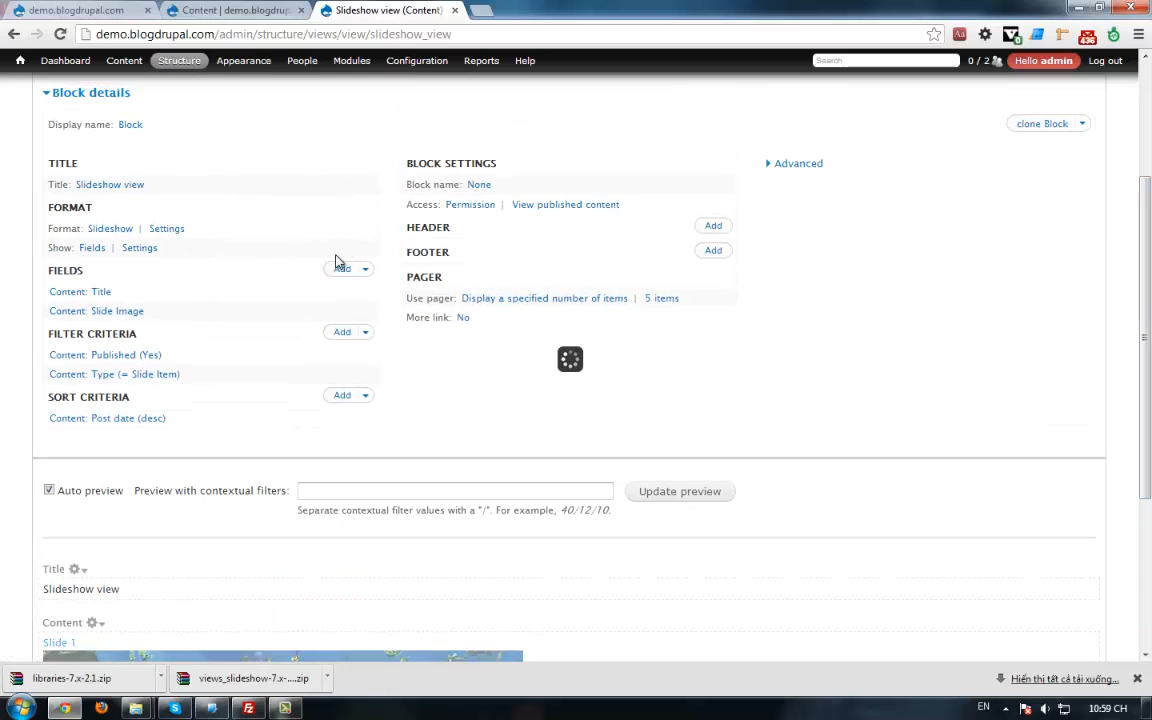 demo.blogdrupal.com
Content | demo.blogdrup
Slideshow view (Content)
demo.blogdrupal.com/admin/structure/views/view/slideshow_view
436
Dashboard Content Structure Appearance People Modules Configuration Reports Help
Search
0 / 2
Hello admin
Log out
Block details
Display name: Block
clone Block
TITLE
Title: Slideshow view
FORMAT
Format: Slideshow | Settings
Show: Fields | Settings
FIELDS
Add
Content: Title
Content: Slide Image
FILTER CRITERIA
Add
Content: Published (Yes)
Content: Type (= Slide Item)
SORT CRITERIA
Add
Content: Post date (desc)
BLOCK SETTINGS
Block name: None
Access: Permission | View published content
HEADER
Add
FOOTER
Add
PAGER
Use pager: Display a specified number of items | 5 items
More link: No
Advanced
Auto preview
Preview with contextual filters:
Update preview
Separate contextual filter values with a "/". For example, 40/12/10.
Title
Slideshow view
Content
Slide 1
libraries-7.x-2.1.zip
views_slideshow-7.x-....zip
Hiển thị tất cả tải xuống...
EN
10:59 CH